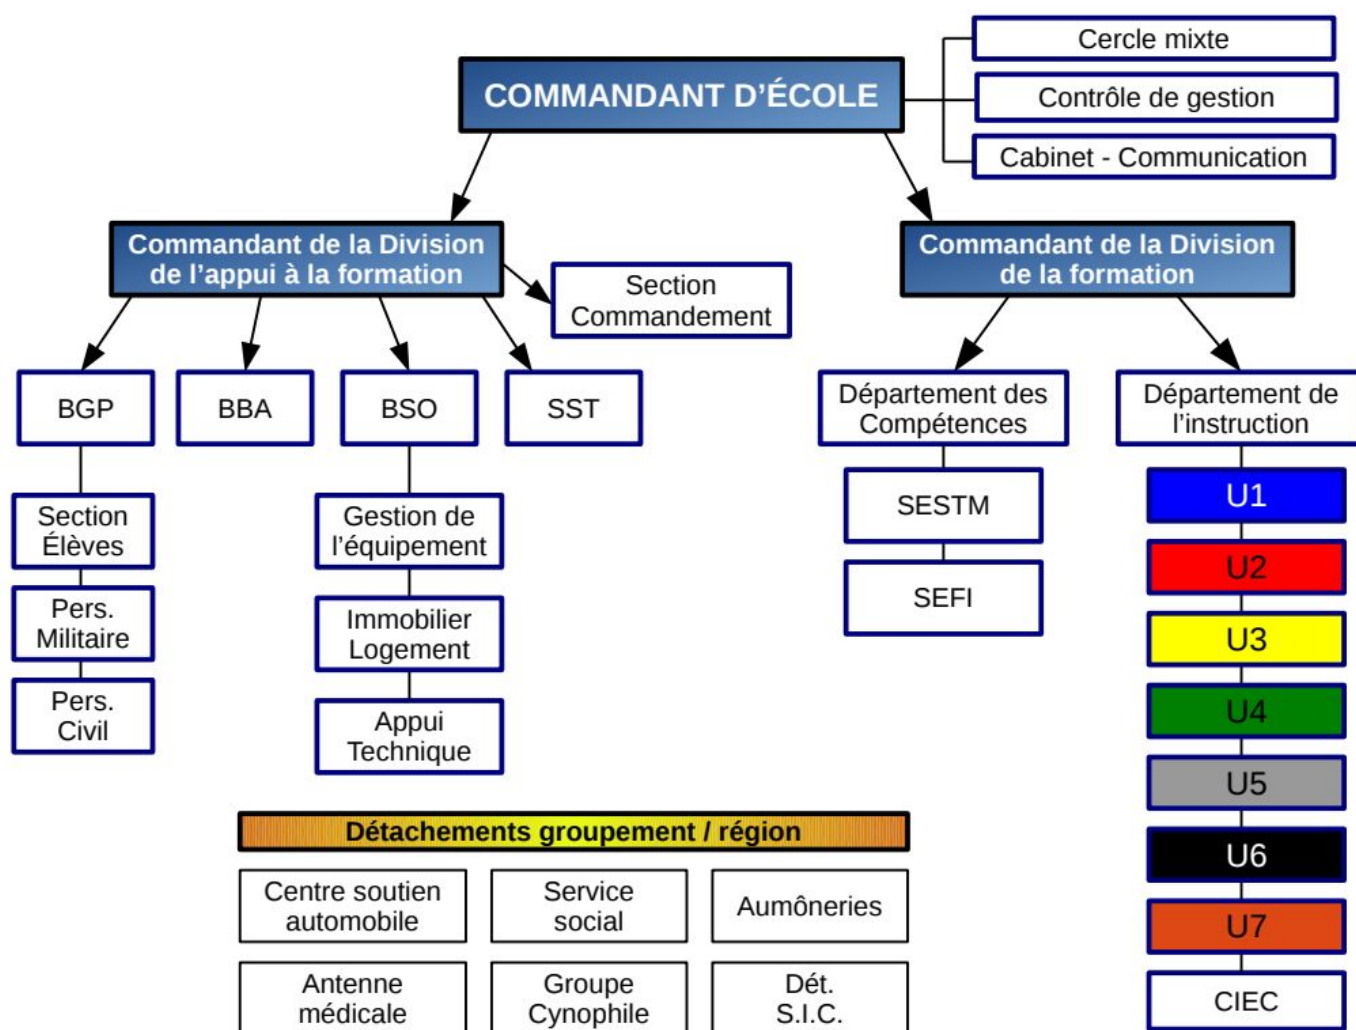 Cercle mixte
COMMANDANT D’ÉCOLE
Contrôle de gestion
Cabinet - Communication
Commandant de la Division
de l’appui à la formation
Section
Commandement
Commandant de la Division
de la formation
BGP
BBA
BSO
SST
Département des
Compétences
Département de
l’instruction
Section
Élèves
Pers.
Militaire
Pers.
Civil
Gestion de
l’équipement
Immobilier
Logement
Appui
Technique
SESTM
SEFI
U1
U2
U3
U4
U5
U6
U7
CIEC
Détachements groupement / région
Centre soutien
automobile
Service
social
Aumôneries
Antenne
médicale
Groupe
Cynophile
Dét.
S.I.C.